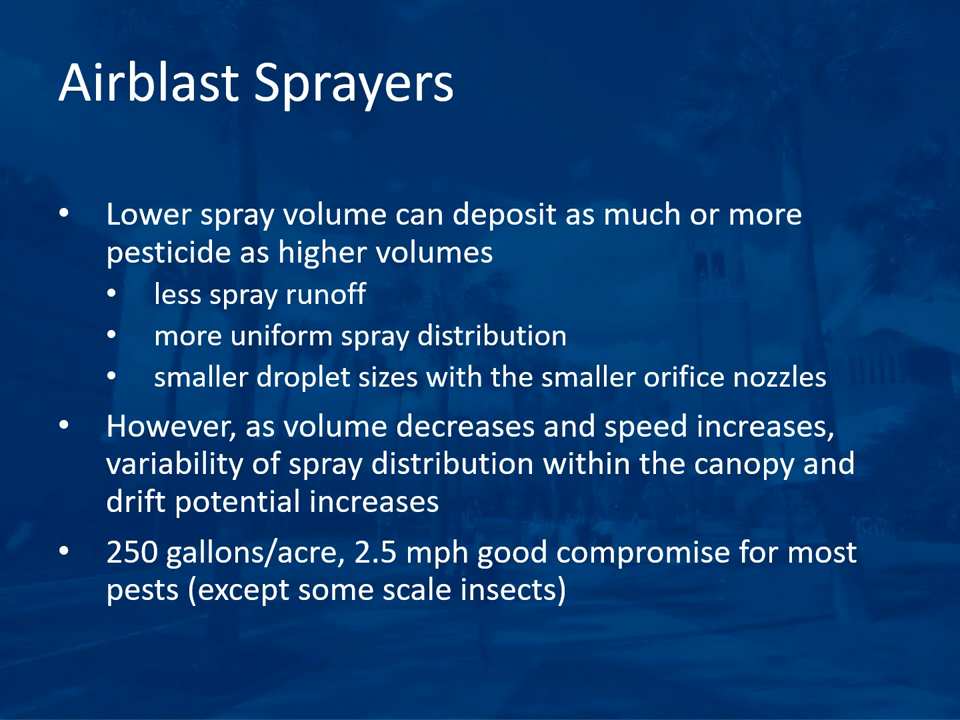 Airblast Sprayers
• Lower spray volume can deposit as much or more
pesticide as higher volumes
• less spray runoff
• more uniform spray distribution
• smaller droplet sizes with the smaller orifice nozzles
• However, as volume decreases and speed increases,
variability of spray distribution within the canopy and
drift potential increases
• 250 gallons/acre, 2.5 mph good compromise for most
pests (except some scale insects)